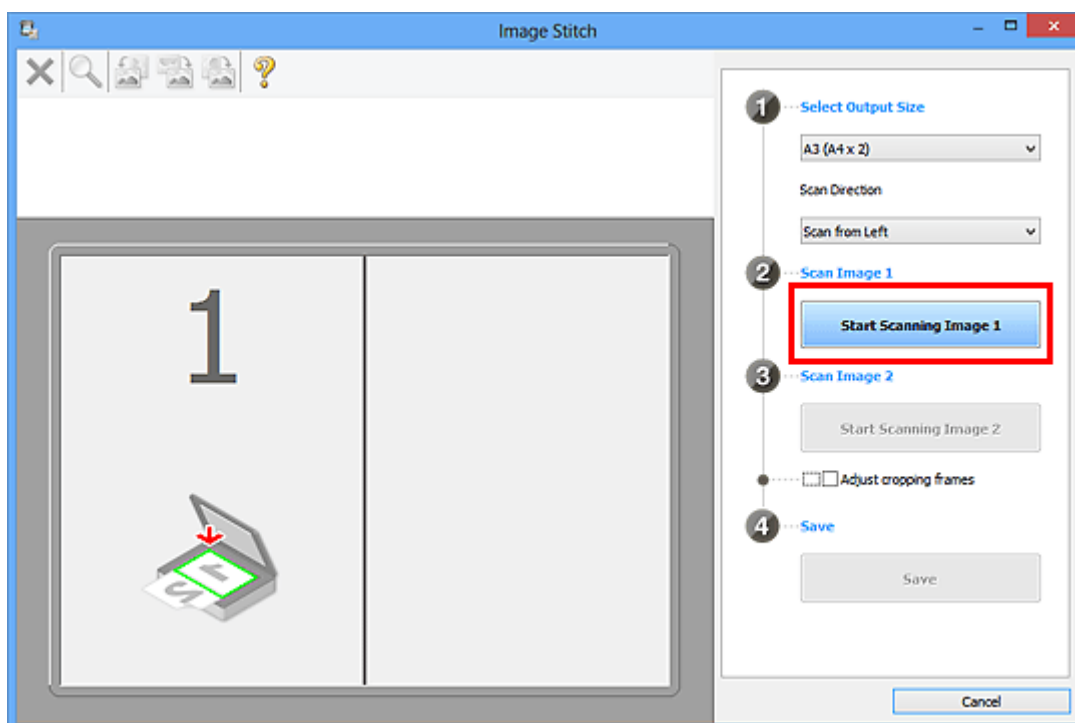 Image Stitch
1 Select Output Size
A3 (A4 x 2)
Scan Direction
Scan from Left
2 Scan Image 1
Start Scanning Image 1
3 Scan Image 2
Start Scanning Image 2
Adjust cropping frames
4 Save
Save
Cancel
1
1
2